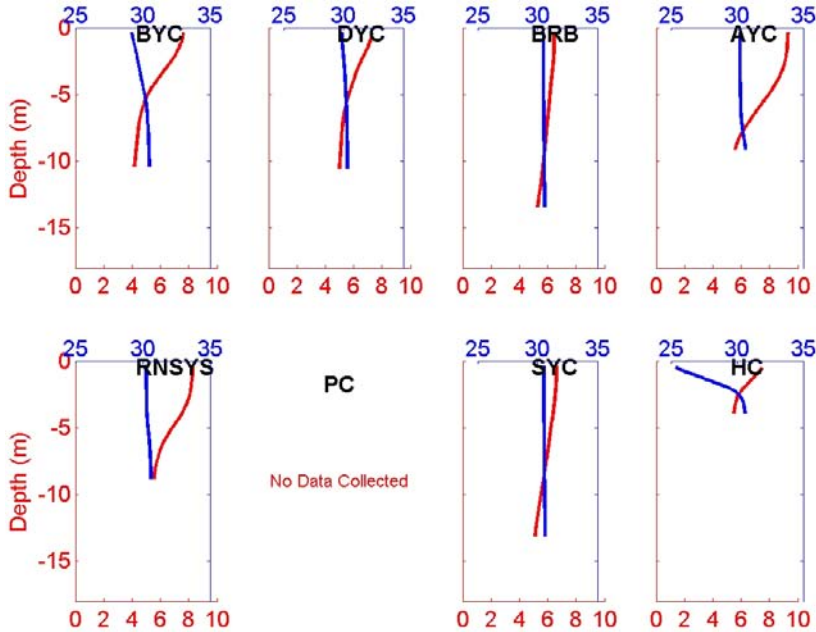 25 30 35 25 30 35 25 30 35 25 30 35
BYC DYC BRB AYC
0
-5
-10
-15
Depth (m)
0 2 4 6 8 10 0 2 4 6 8 10 0 2 4 6 8 10 0 2 4 6 8 10
25 30 35 25 30 35 25 30 35
RNSYS PC SYC HC
0
-5
-10
-15
Depth (m)
No Data Collected
0 2 4 6 8 10 0 2 4 6 8 10 0 2 4 6 8 10